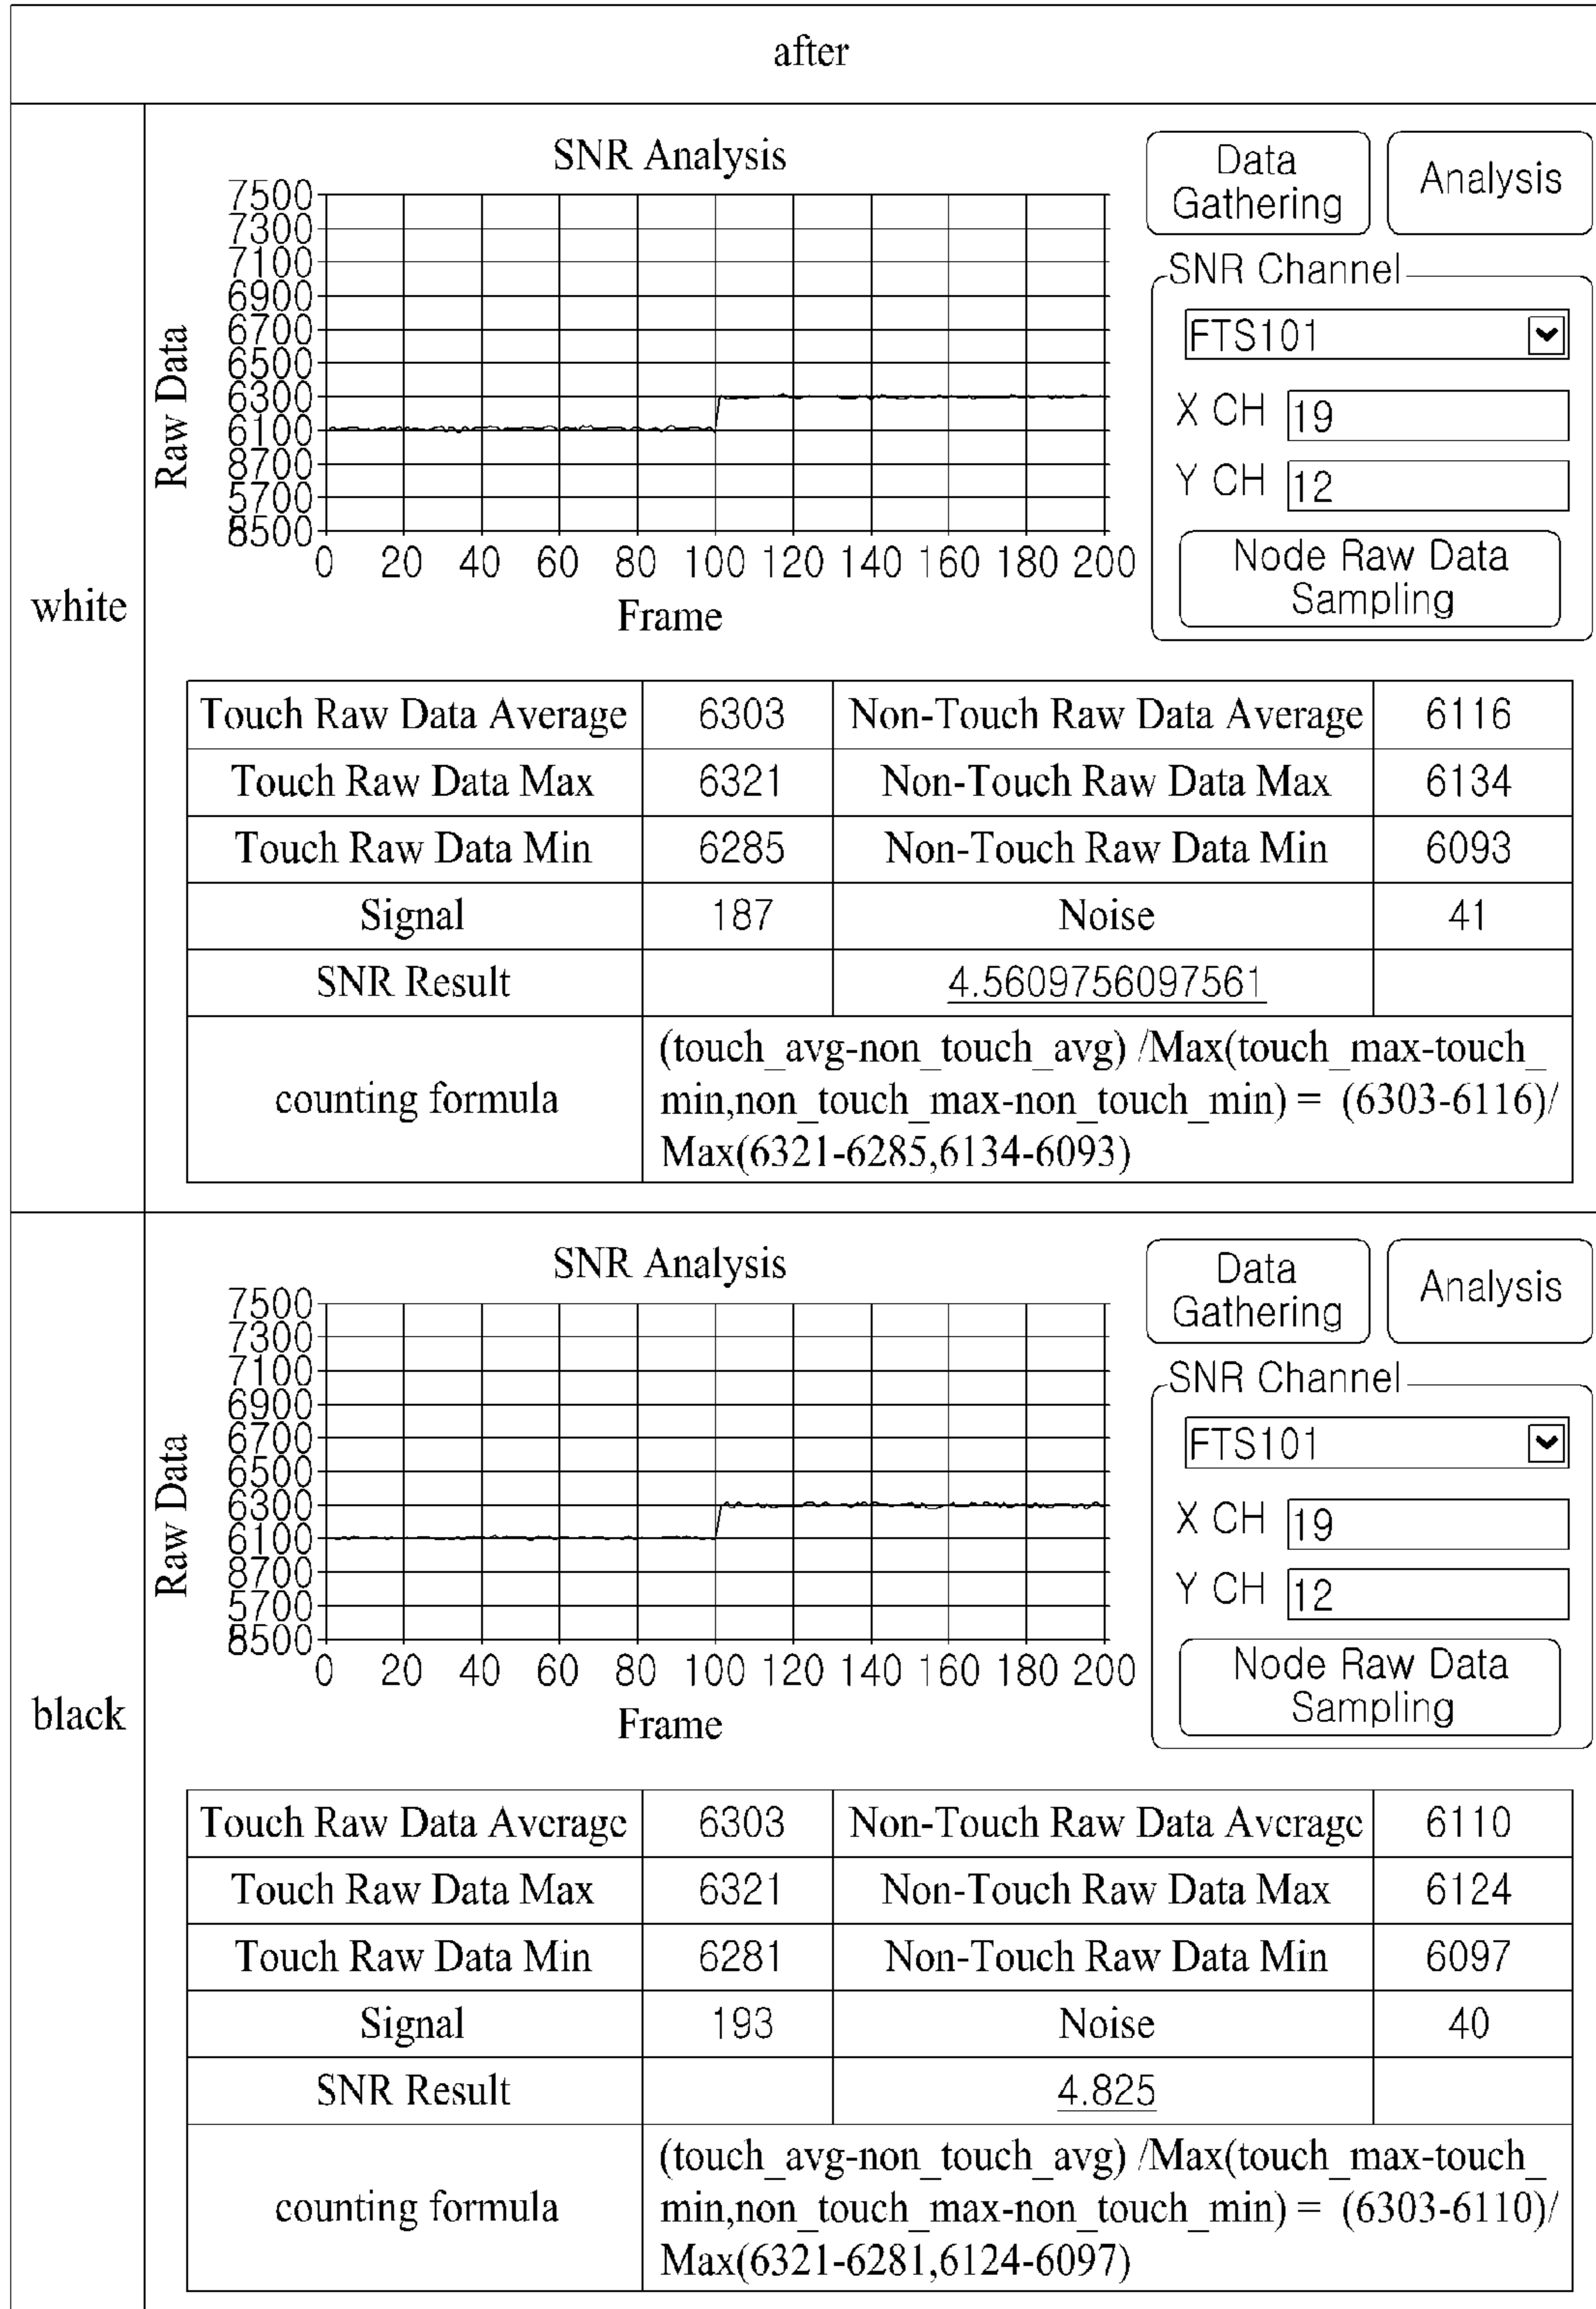 after
white
SNR Analysis
Raw Data
7500
7300
7100
6900
6700
6500
6300
6100
8700
5700
8500
0 20 40 60 80 100 120 140 160 180 200
Frame
Data
Gathering
Analysis
SNR Channel
FTS101
X CH 19
Y CH 12
Node Raw Data
Sampling
Touch Raw Data Average 6303 Non-Touch Raw Data Average 6116
Touch Raw Data Max 6321 Non-Touch Raw Data Max 6134
Touch Raw Data Min 6285 Non-Touch Raw Data Min 6093
Signal 187 Noise 41
SNR Result 4.5609756097561
counting formula
(touch_avg-non_touch_avg) /Max(touch_max-touch_
min,non_touch_max-non_touch_min) = (6303-6116)/
Max(6321-6285,6134-6093)
black
SNR Analysis
Raw Data
7500
7300
7100
6900
6700
6500
6300
6100
8700
5700
8500
0 20 40 60 80 100 120 140 160 180 200
Frame
Data
Gathering
Analysis
SNR Channel
FTS101
X CH 19
Y CH 12
Node Raw Data
Sampling
Touch Raw Data Average 6303 Non-Touch Raw Data Average 6110
Touch Raw Data Max 6321 Non-Touch Raw Data Max 6124
Touch Raw Data Min 6281 Non-Touch Raw Data Min 6097
Signal 193 Noise 40
SNR Result 4.825
counting formula
(touch_avg-non_touch_avg) /Max(touch_max-touch_
min,non_touch_max-non_touch_min) = (6303-6110)/
Max(6321-6281,6124-6097)